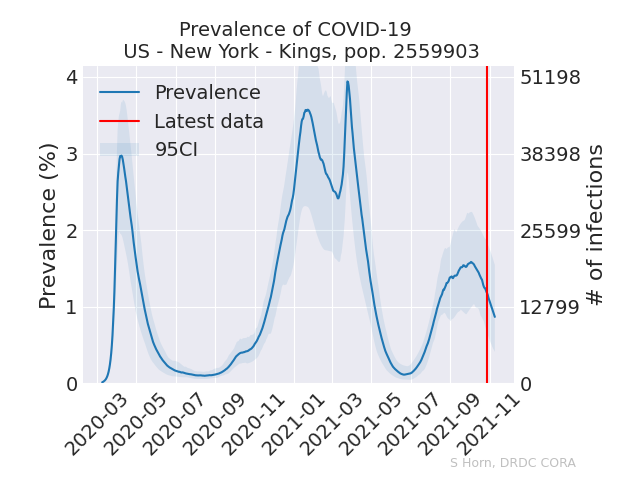 Prevalence of COVID-19
US - New York - Kings, pop. 2559903
Prevalence (%)
4
3
2
1
0
Prevalence
Latest data
95CI
51198
38398
25599
12799
0
# of infections
2020-03
2020-05
2020-07
2020-09
2020-11
2021-01
2021-03
2021-05
2021-07
2021-09
2021-11
S Horn, DRDC CORA